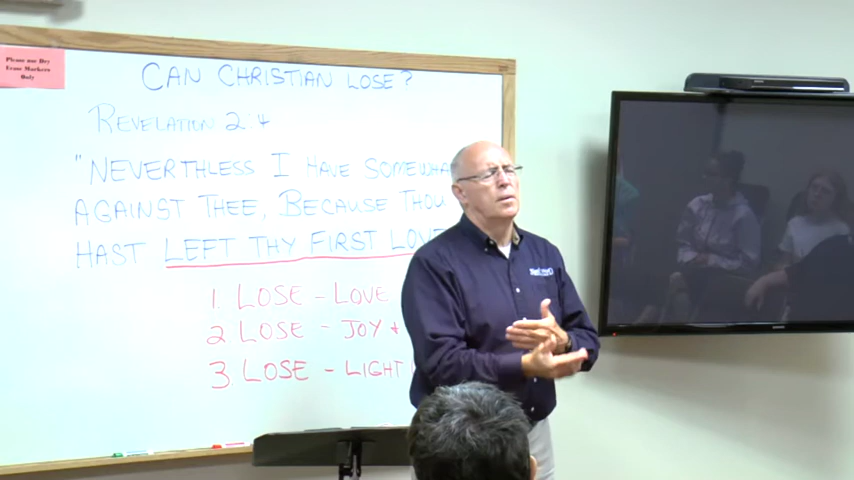 Please use Dry
Erase Markers
Only
CAN CHRISTIAN LOSE?
REVELATION 2:4
"NEVERTHLESS I HAVE SOMEWHA
AGAINST THEE, BECAUSE THOU
HAST LEFT THY FIRST LOVE
1. LOSE - LOVE
2 LOSE - JOY +
3 LOSE - LIGHT